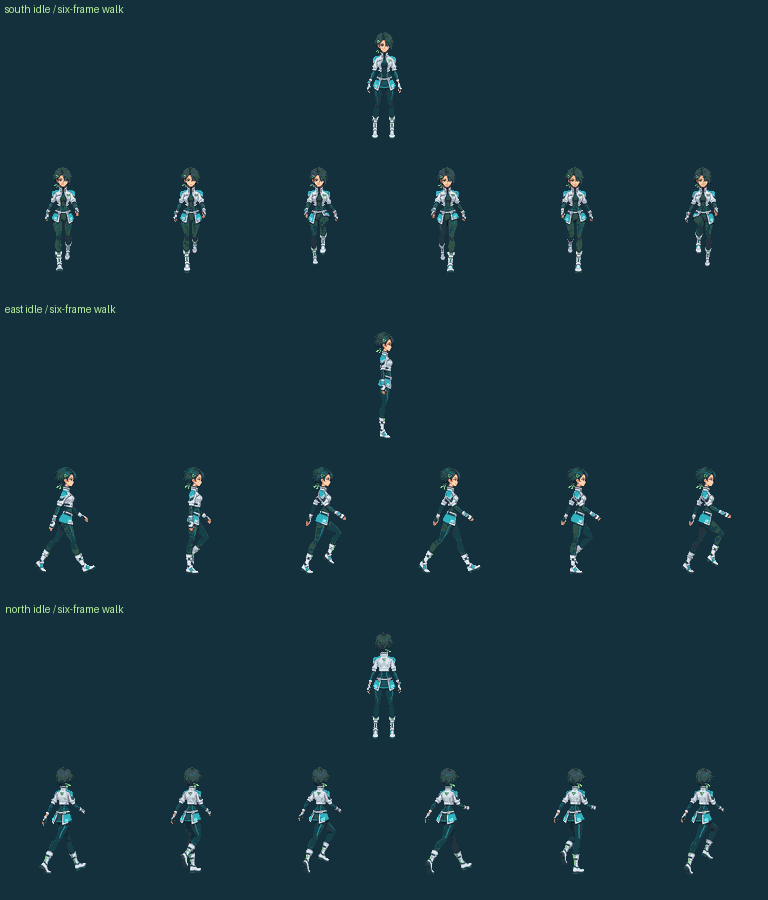 south idle / six-frame walk
east idle / six-frame walk
north idle / six-frame walk